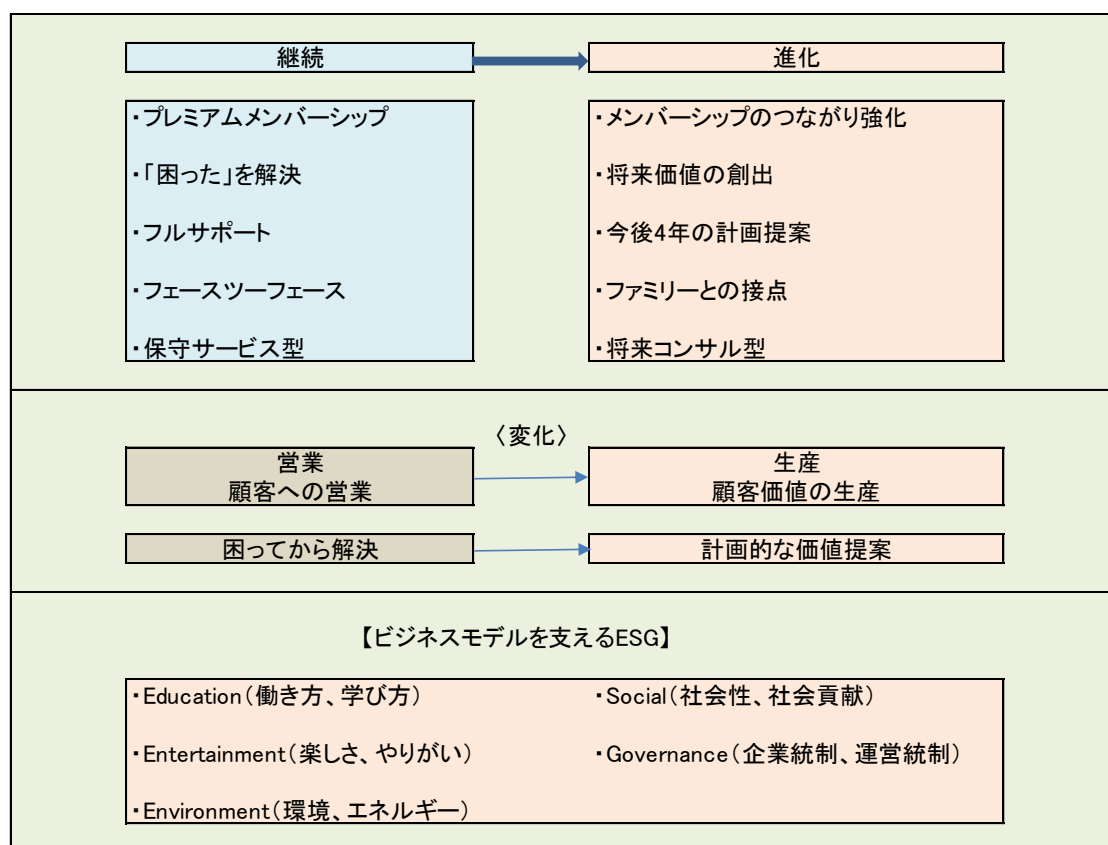 継続
進化
・プレミアムメンバーシップ
・「困った」を解決
・フルサポート
・フェースツーフェース
・保守サービス型
・メンバーシップのつながり強化
・将来価値の創出
・今後4年の計画提案
・ファミリーとの接点
・将来コンサル型
〈変化〉
営業
顧客への営業
生産
顧客価値の生産
困ってから解決
計画的な価値提案
【ビジネスモデルを支えるESG】
・Education(働き方、学び方)
・Entertainment(楽しさ、やりがい)
・Environment(環境、エネルギー)
・Social(社会性、社会貢献)
・Governance(企業統制、運営統制)